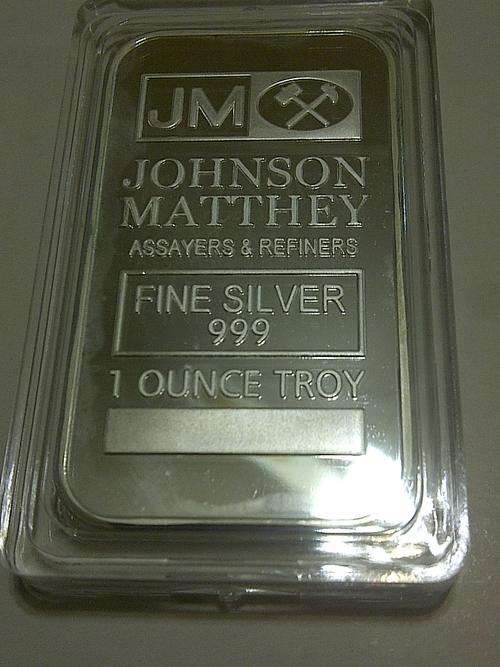 JM
JOHNSON
MATTHEY
ASSAYERS & REFINERS
FINE SILVER
999
1 OUNCE TROY